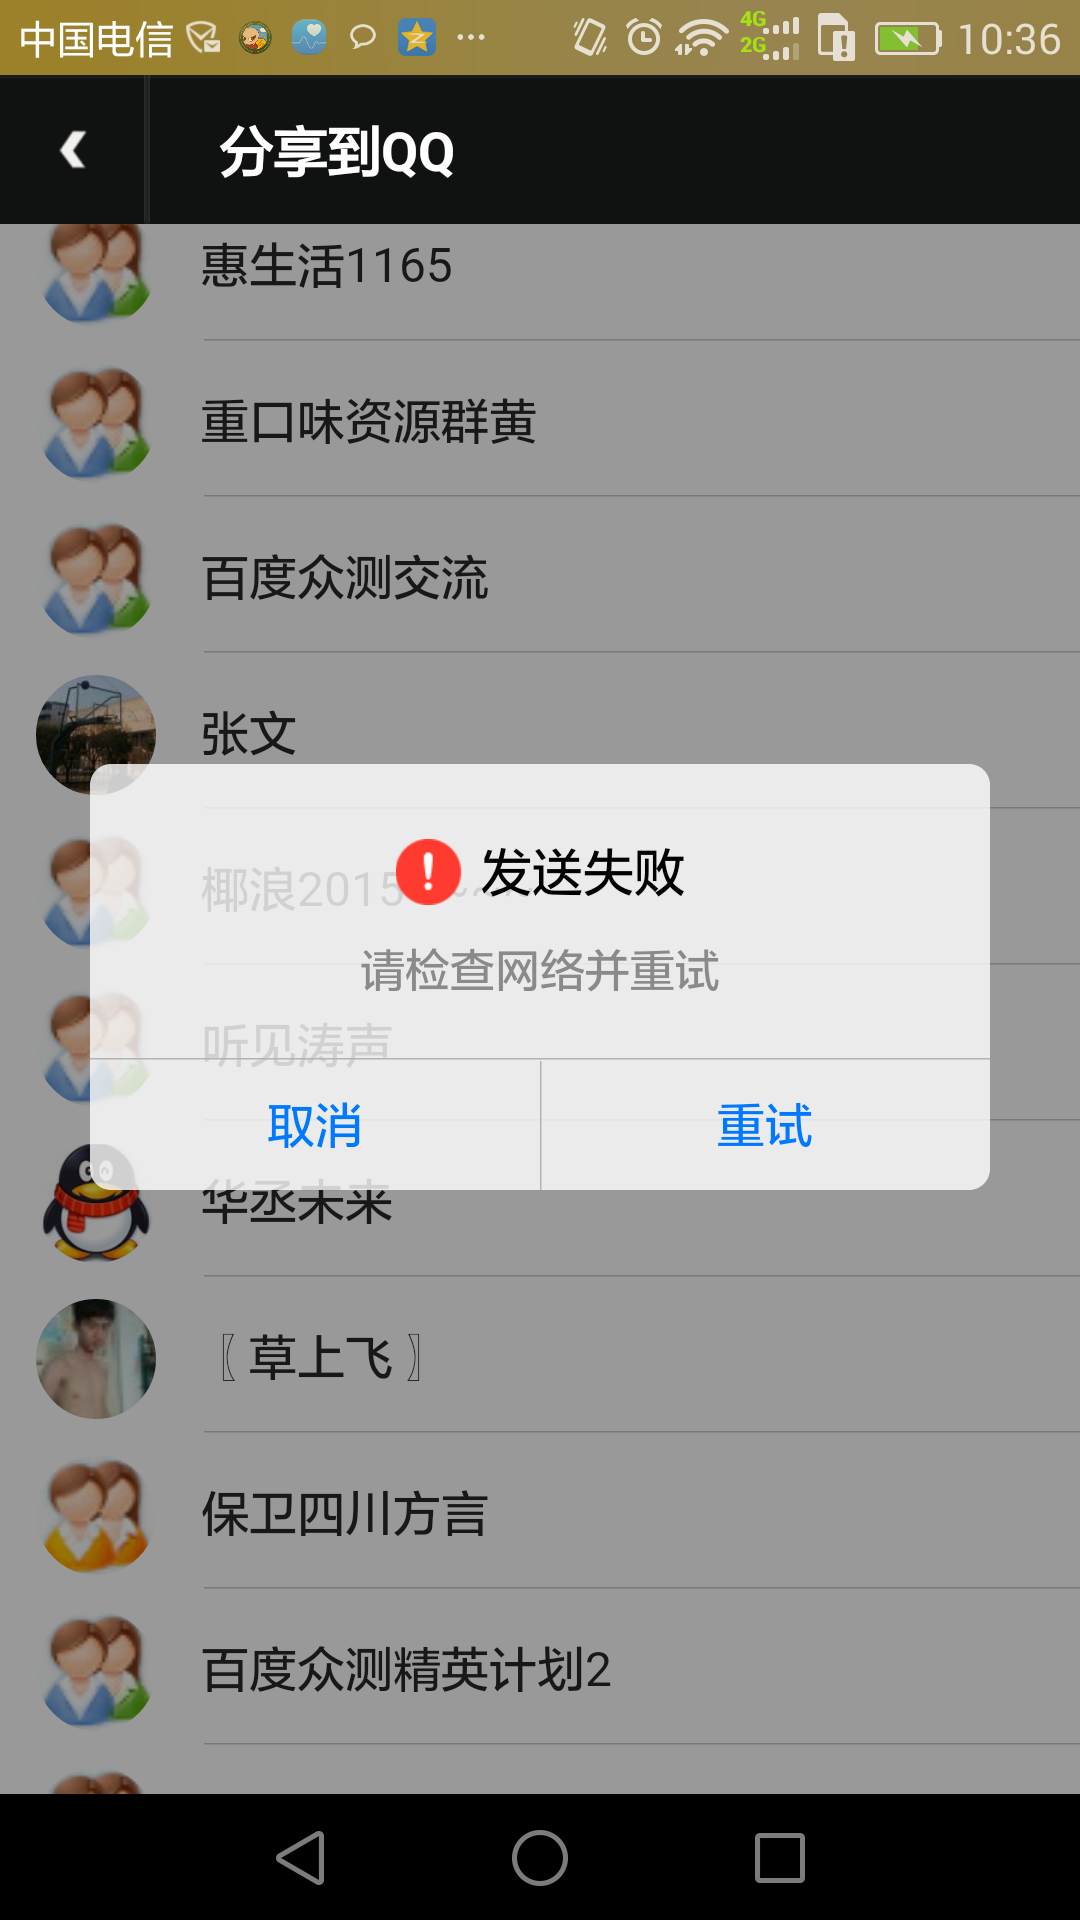 中国电信 4G 2G 10:36
分享到QQ
惠生活1165
重口味资源群黄
百度众测交流
张文
发送失败
椰浪2015
请检查网络并重试
听见涛声
取消 重试
华丞未来
〖草上飞〗
保卫四川方言
百度众测精英计划2